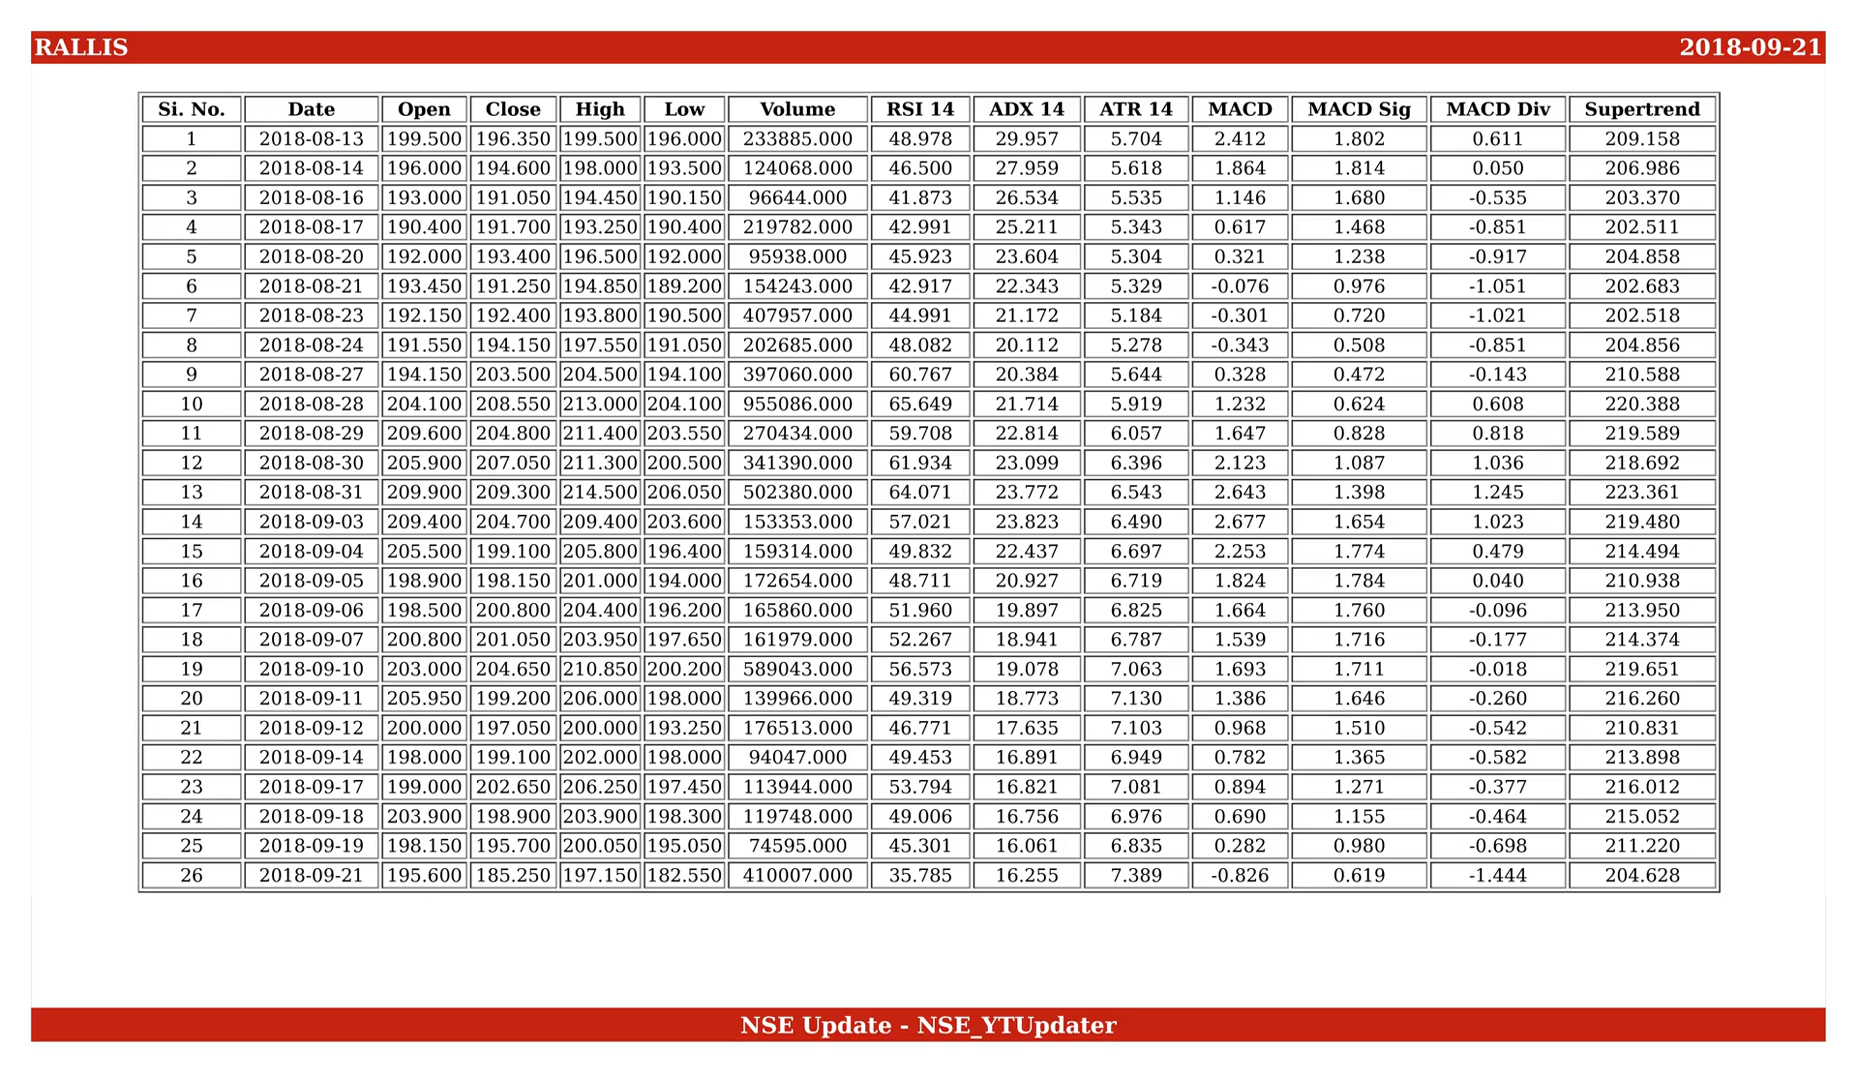 RALLIS 2018-09-21
Si. No. Date Open Close High Low Volume RSI 14 ADX 14 ATR 14 MACD MACD Sig MACD Div Supertrend
1 2018-08-13 199.500 196.350 199.500 196.000 233885.000 48.978 29.957 5.704 2.412 1.802 0.611 209.158
2 2018-08-14 196.000 194.600 198.000 193.500 124068.000 46.500 27.959 5.618 1.864 1.814 0.050 206.986
3 2018-08-16 193.000 191.050 194.450 190.150 96644.000 41.873 26.534 5.535 1.146 1.680 -0.535 203.370
4 2018-08-17 190.400 191.700 193.250 190.400 219782.000 42.991 25.211 5.343 0.617 1.468 -0.851 202.511
5 2018-08-20 192.000 193.400 196.500 192.000 95938.000 45.923 23.604 5.304 0.321 1.238 -0.917 204.858
6 2018-08-21 193.450 191.250 194.850 189.200 154243.000 42.917 22.343 5.329 -0.076 0.976 -1.051 202.683
7 2018-08-23 192.150 192.400 193.800 190.500 407957.000 44.991 21.172 5.184 -0.301 0.720 -1.021 202.518
8 2018-08-24 191.550 194.150 197.550 191.050 202685.000 48.082 20.112 5.278 -0.343 0.508 -0.851 204.856
9 2018-08-27 194.150 203.500 204.500 194.100 397060.000 60.767 20.384 5.644 0.328 0.472 -0.143 210.588
10 2018-08-28 204.100 208.550 213.000 204.100 955086.000 65.649 21.714 5.919 1.232 0.624 0.608 220.388
11 2018-08-29 209.600 204.800 211.400 203.550 270434.000 59.708 22.814 6.057 1.647 0.828 0.818 219.589
12 2018-08-30 205.900 207.050 211.300 200.500 341390.000 61.934 23.099 6.396 2.123 1.087 1.036 218.692
13 2018-08-31 209.900 209.300 214.500 206.050 502380.000 64.071 23.772 6.543 2.643 1.398 1.245 223.361
14 2018-09-03 209.400 204.700 209.400 203.600 153353.000 57.021 23.823 6.490 2.677 1.654 1.023 219.480
15 2018-09-04 205.500 199.100 205.800 196.400 159314.000 49.832 22.437 6.697 2.253 1.774 0.479 214.494
16 2018-09-05 198.900 198.150 201.000 194.000 172654.000 48.711 20.927 6.719 1.824 1.784 0.040 210.938
17 2018-09-06 198.500 200.800 204.400 196.200 165860.000 51.960 19.897 6.825 1.664 1.760 -0.096 213.950
18 2018-09-07 200.800 201.050 203.950 197.650 161979.000 52.267 18.941 6.787 1.539 1.716 -0.177 214.374
19 2018-09-10 203.000 204.650 210.850 200.200 589043.000 56.573 19.078 7.063 1.693 1.711 -0.018 219.651
20 2018-09-11 205.950 199.200 206.000 198.000 139966.000 49.319 18.773 7.130 1.386 1.646 -0.260 216.260
21 2018-09-12 200.000 197.050 200.000 193.250 176513.000 46.771 17.635 7.103 0.968 1.510 -0.542 210.831
22 2018-09-14 198.000 199.100 202.000 198.000 94047.000 49.453 16.891 6.949 0.782 1.365 -0.582 213.898
23 2018-09-17 199.000 202.650 206.250 197.450 113944.000 53.794 16.821 7.081 0.894 1.271 -0.377 216.012
24 2018-09-18 203.900 198.900 203.900 198.300 119748.000 49.006 16.756 6.976 0.690 1.155 -0.464 215.052
25 2018-09-19 198.150 195.700 200.050 195.050 74595.000 45.301 16.061 6.835 0.282 0.980 -0.698 211.220
26 2018-09-21 195.600 185.250 197.150 182.550 410007.000 35.785 16.255 7.389 -0.826 0.619 -1.444 204.628
NSE Update - NSE_YTUpdater